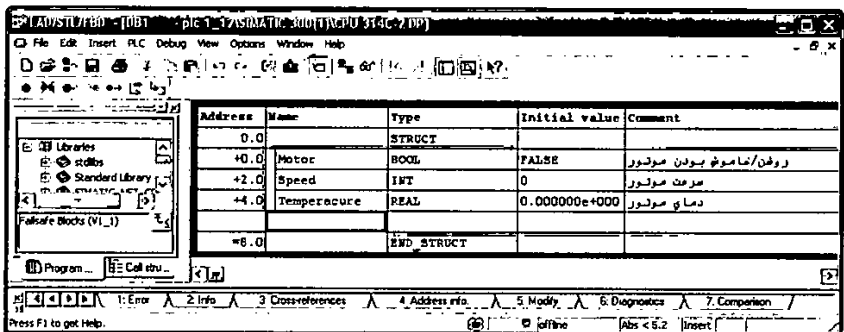 LAD/STL/FBD - [DB1 plc 1_17\SIMATIC 300(1)\CPU 314C-2 DP]
File Edit Insert PLC Debug View Options Window Help
Address Name Type Initial value Comment
0.0 STRUCT
+0.0 Motor BOOL FALSE روشن/خاموش بودن موتور
+2.0 Speed INT 0 سرعت موتور
+4.0 Temperature REAL 0.000000e+000 دمای موتور
=8.0 END_STRUCT
Libraries
stdlibs
Standard Library
Failsafe Blocks (V1_1)
Program... Call stru...
1: Error 2: Info 3: Cross-references 4: Address info. 5: Modify 6: Diagnostics 7: Comparison
Press F1 to get Help. offline Abs < 5.2 Insert